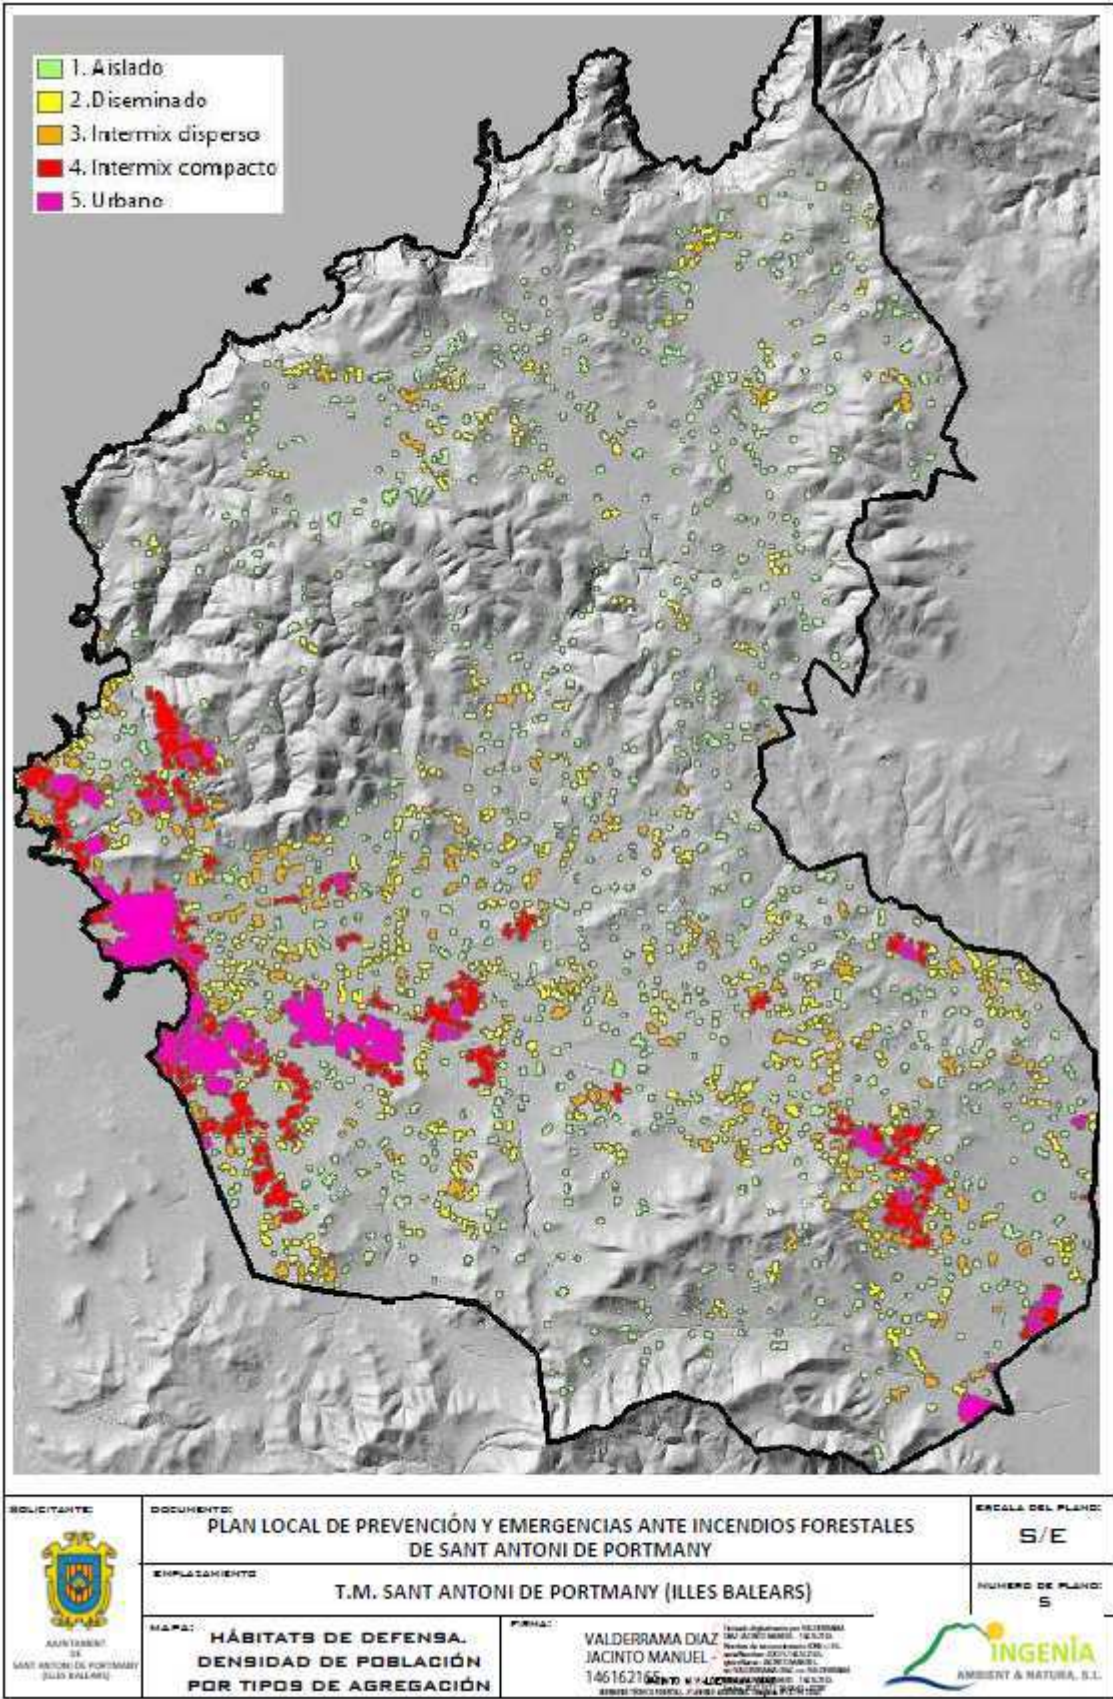 1. Aislado
2. Diseminado
3. Intermix disperso
4. Intermix compacto
5. Urbano
SOLICITANTE:
AJUNTAMENT
DE
SANT ANTONI DE PORTMANY
(ILLES BALEARS)
DOCUMENTO:
PLAN LOCAL DE PREVENCIÓN Y EMERGENCIAS ANTE INCENDIOS FORESTALES
DE SANT ANTONI DE PORTMANY
EMPLAZAMIENTO
T.M. SANT ANTONI DE PORTMANY (ILLES BALEARS)
MAPA:
HÁBITATS DE DEFENSA.
DENSIDAD DE POBLACIÓN
POR TIPOS DE AGREGACIÓN
FIRMA:
VALDERRAMA DIAZ
JACINTO MANUEL -
ESCALA DEL PLANO:
S/E
NUMERO DE PLANO:
5
INGENIA
AMBIENT & NATURA, S.L.